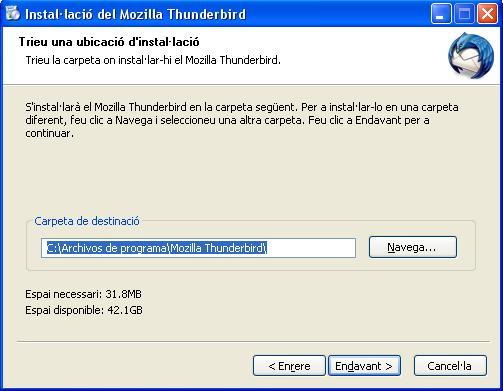 Instal·lació del Mozilla Thunderbird
Trieu una ubicació d'instal·lació
Trieu la carpeta on instal·lar-hi el Mozilla Thunderbird.
S'instal·larà el Mozilla Thunderbird en la carpeta següent. Per a instal·lar-lo en una carpeta
diferent, feu clic a Navega i seleccioneu una altra carpeta. Feu clic a Endavant per a
continuar.
Carpeta de destinació
C:\Archivos de programa\Mozilla Thunderbird\
Navega...
Espai necessari: 31.8MB
Espai disponible: 42.1GB
< Enrere
Endavant >
Cancel·la